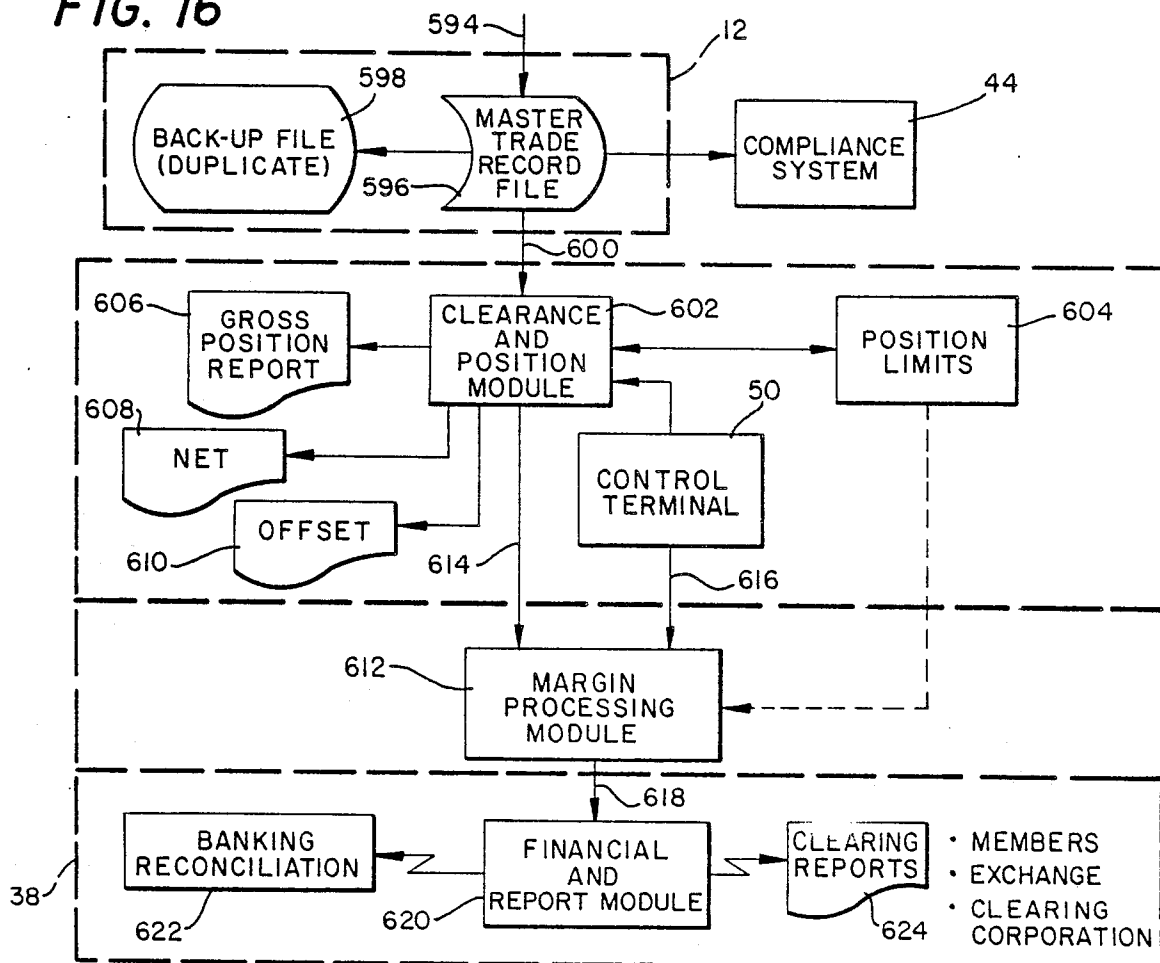 FIG. 16
594
12
598
44
BACK-UP FILE
(DUPLICATE)
MASTER
TRADE
RECORD
FILE
596
COMPLIANCE
SYSTEM
600
606
GROSS
POSITION
REPORT
CLEARANCE
AND
POSITION
MODULE
602
POSITION
LIMITS
604
608
NET
50
CONTROL
TERMINAL
OFFSET
610
614
616
612
MARGIN
PROCESSING
MODULE
618
38
BANKING
RECONCILIATION
622
FINANCIAL
AND
REPORT MODULE
620
CLEARING
REPORTS
624
• MEMBERS
• EXCHANGE
• CLEARING
CORPORATION